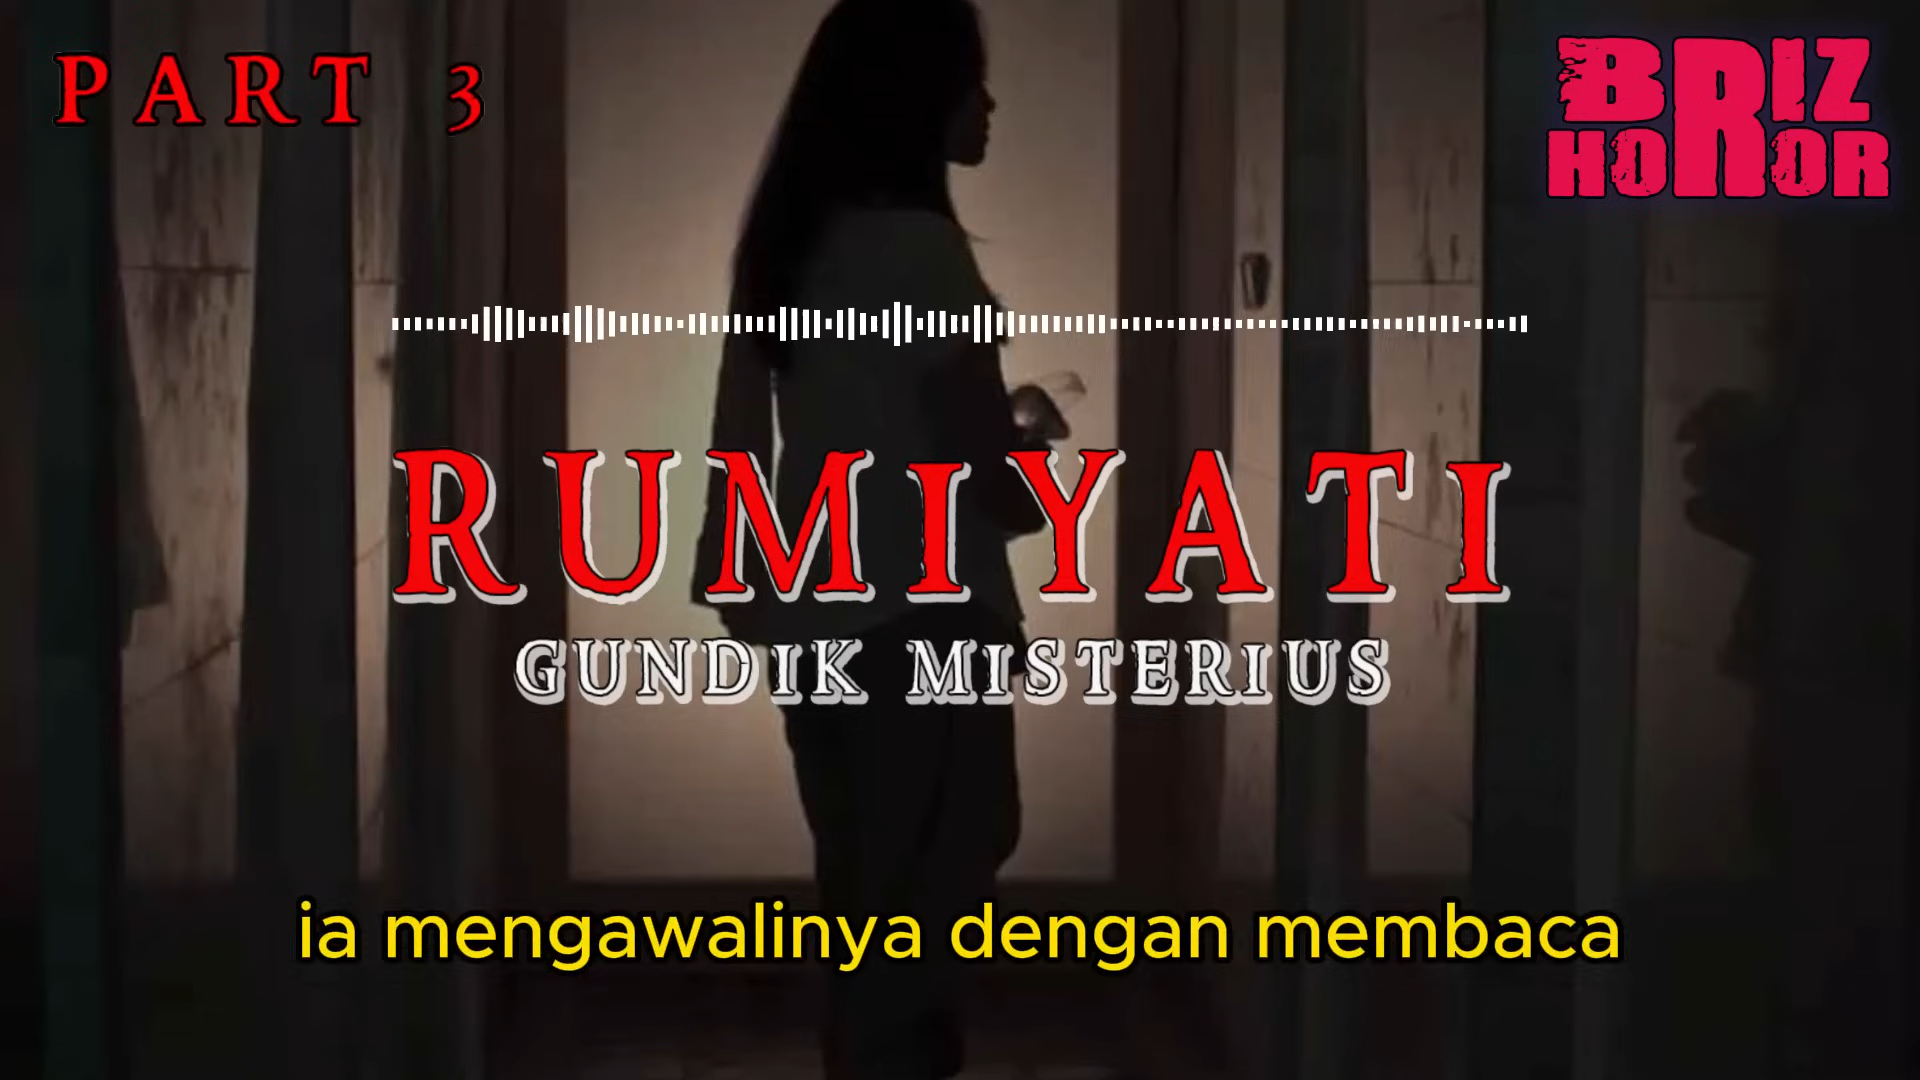 PART 3
BRIZ
HOROR
RUMIYATI
GUNDIK MISTERIUS
ia mengawalinya dengan membaca